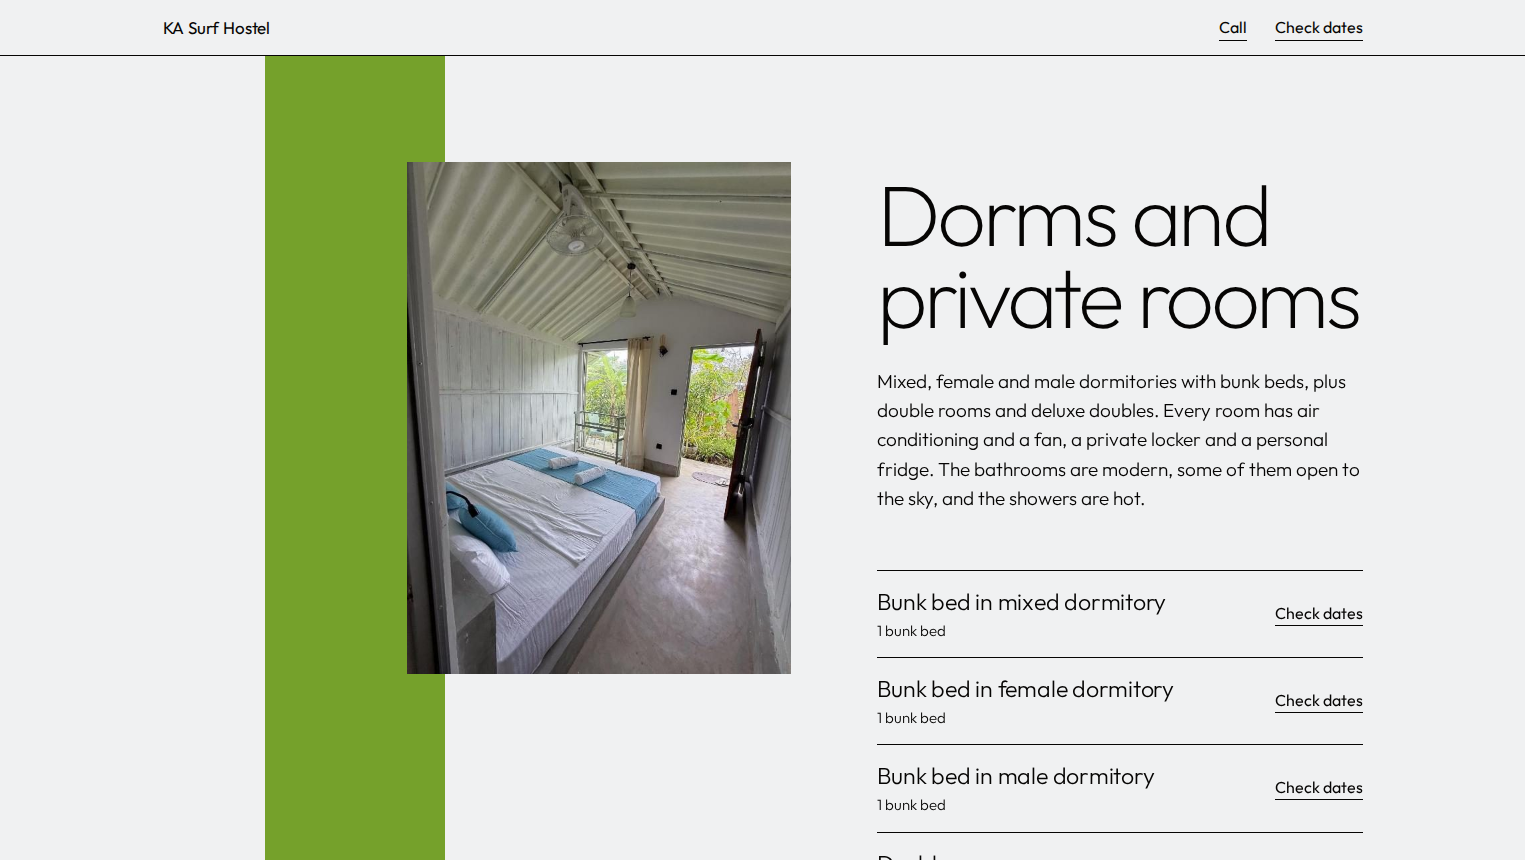 KA Surf Hostel
Call
Check dates
Dorms and
private rooms
Mixed, female and male dormitories with bunk beds, plus
double rooms and deluxe doubles. Every room has air
conditioning and a fan, a private locker and a personal
fridge. The bathrooms are modern, some of them open to
the sky, and the showers are hot.
Bunk bed in mixed dormitory
1 bunk bed
Check dates
Bunk bed in female dormitory
1 bunk bed
Check dates
Bunk bed in male dormitory
1 bunk bed
Check dates